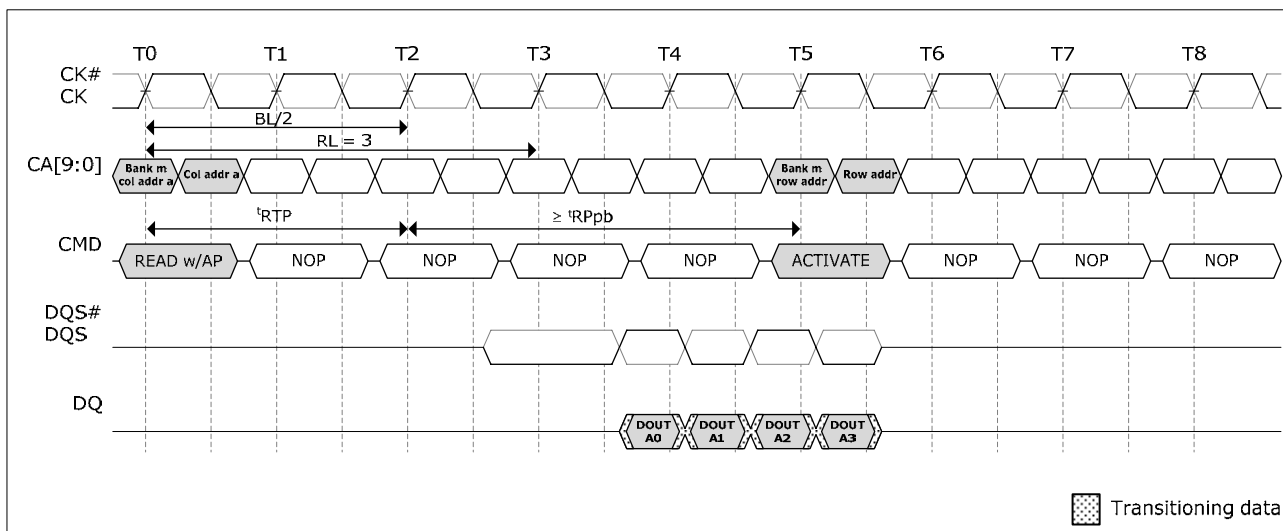 T0 T1 T2 T3 T4 T5 T6 T7 T8
CK#
CK
BL/2
RL = 3
CA[9:0]
Bank m
col addr a
Col addr a
Bank m
row addr
Row addr
tRTP
≥ tRPpb
CMD
READ w/AP NOP NOP NOP NOP ACTIVATE NOP NOP NOP
DQS#
DQS
DQ
DOUT
A0
DOUT
A1
DOUT
A2
DOUT
A3
Transitioning data